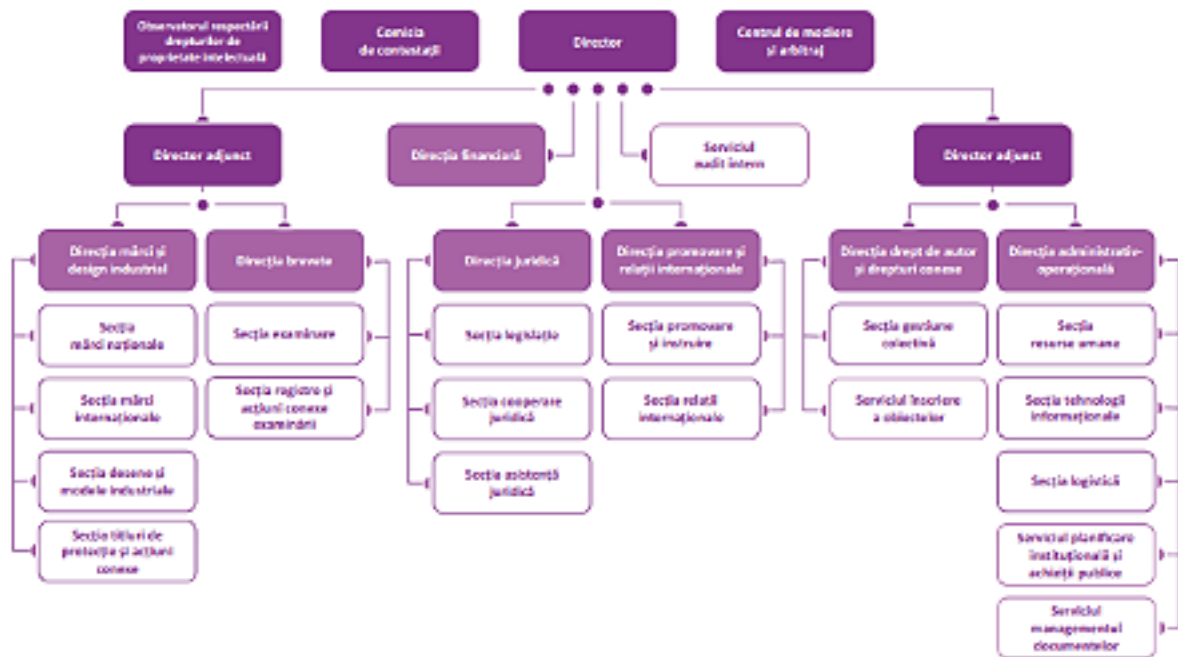 Observatorul respectării
drepturilor de
proprietate intelectuală
Comisia
de contestații
Director
Centrul de mediere
și arbitraj
Director adjunct
Direcția financiară
Serviciul
audit intern
Director adjunct
Direcția mărci și
design industrial
Direcția brevete
Direcția juridică
Direcția promovare și
relații internaționale
Direcția drept de autor
și drepturi conexe
Direcția administrativ-
operațională
Secția
mărci naționale
Secția examinare
Secția legislație
Secția promovare
și instruire
Secția gestiune
colectivă
Secția
resurse umane
Secția mărci
internaționale
Secția registre și
acțiuni conexe
examinării
Secția cooperare
juridică
Secția relații
internaționale
Serviciul înscriere
a obiectelor
Secția tehnologii
informaționale
Secția desene și
modele industriale
Secția asistență
juridică
Secția logistică
Secția titluri de
protecție și acțiuni
conexe
Serviciul planificare
instituțională și
achiziții publice
Serviciul
managementul
documentelor